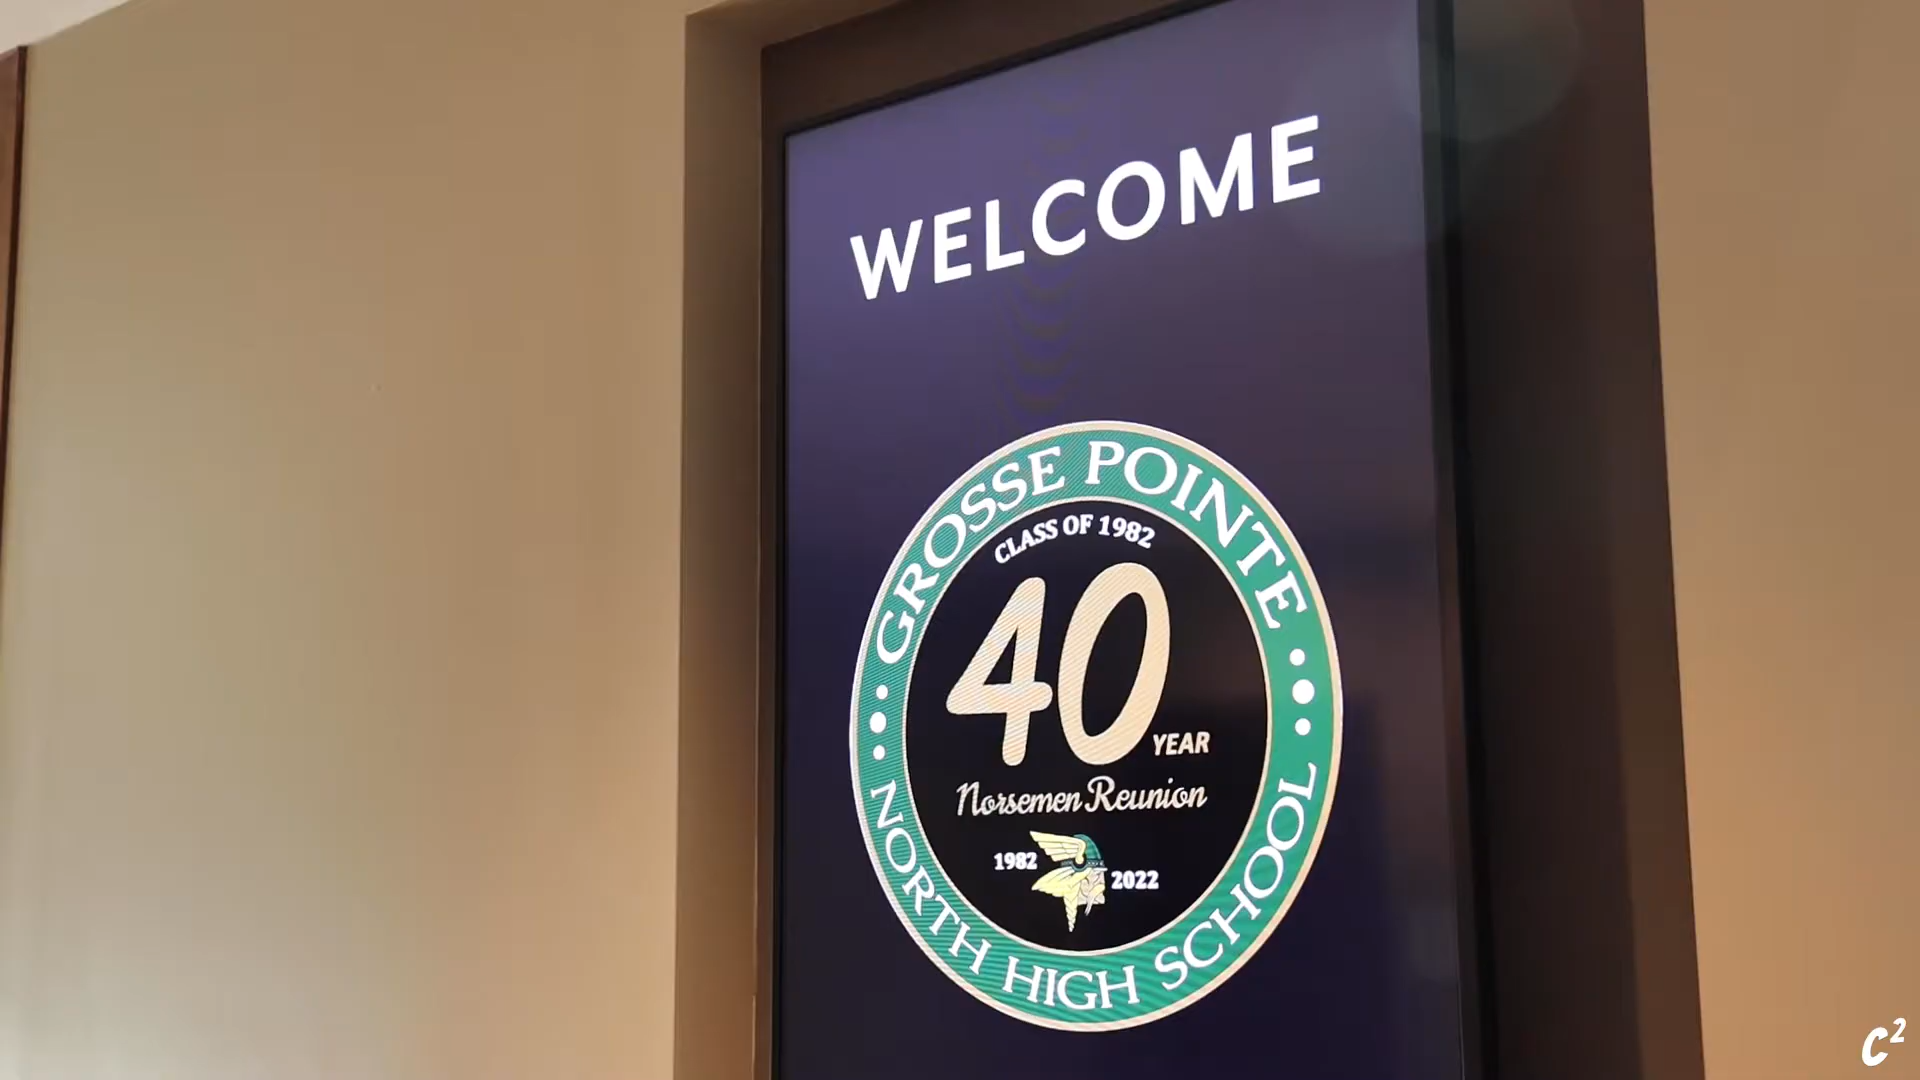 WELCOME
GROSSE POINTE
CLASS OF 1982
40
YEAR
Norsemen Reunion
1982
2022
NORTH HIGH SCHOOL
C²